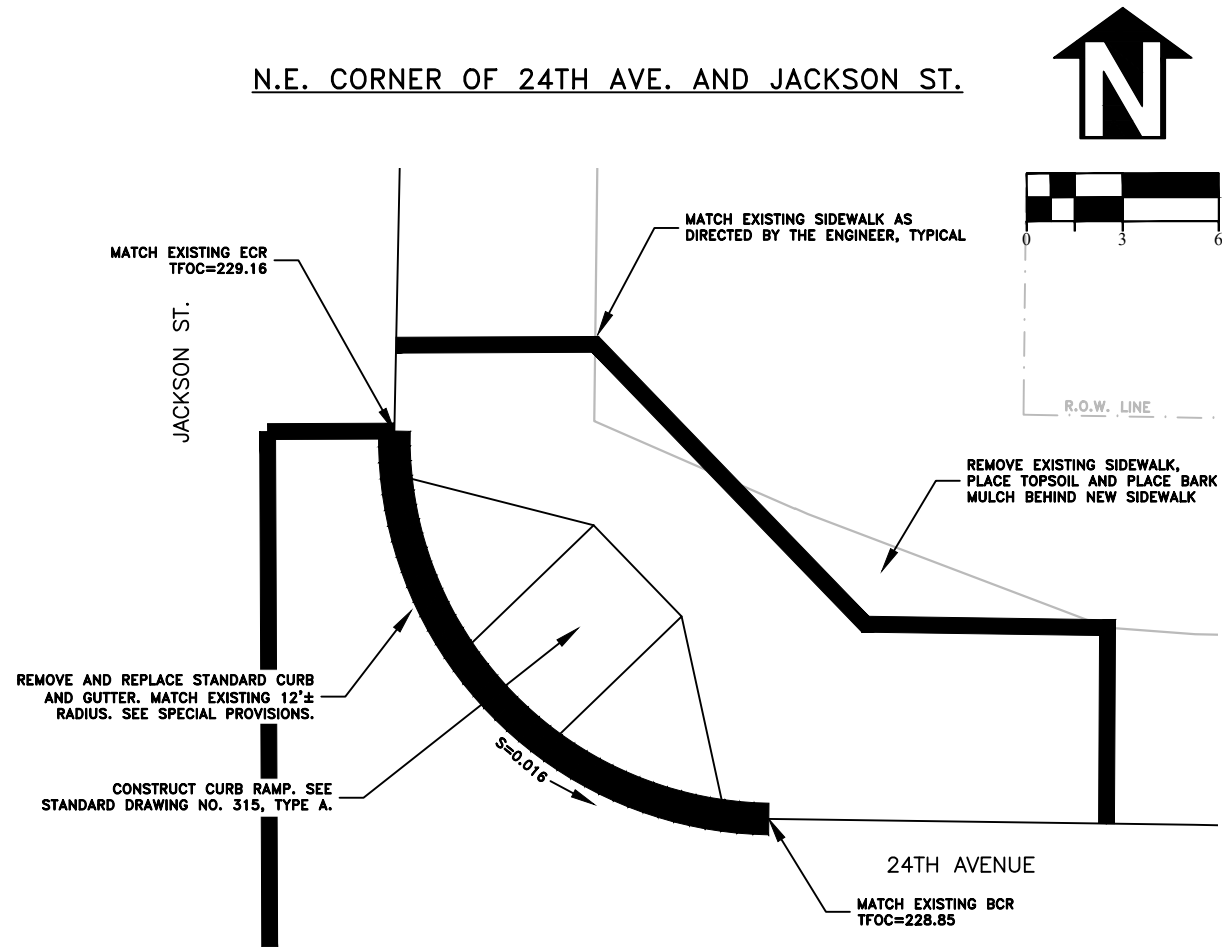 N.E. CORNER OF 24TH AVE. AND JACKSON ST.
N
0 3 6
MATCH EXISTING SIDEWALK AS
DIRECTED BY THE ENGINEER, TYPICAL
MATCH EXISTING ECR
TFOC=229.16
JACKSON ST.
R.O.W. LINE
REMOVE EXISTING SIDEWALK,
PLACE TOPSOIL AND PLACE BARK
MULCH BEHIND NEW SIDEWALK
REMOVE AND REPLACE STANDARD CURB
AND GUTTER. MATCH EXISTING 12'±
RADIUS. SEE SPECIAL PROVISIONS.
S=0.016
CONSTRUCT CURB RAMP. SEE
STANDARD DRAWING NO. 315, TYPE A.
24TH AVENUE
MATCH EXISTING BCR
TFOC=228.85